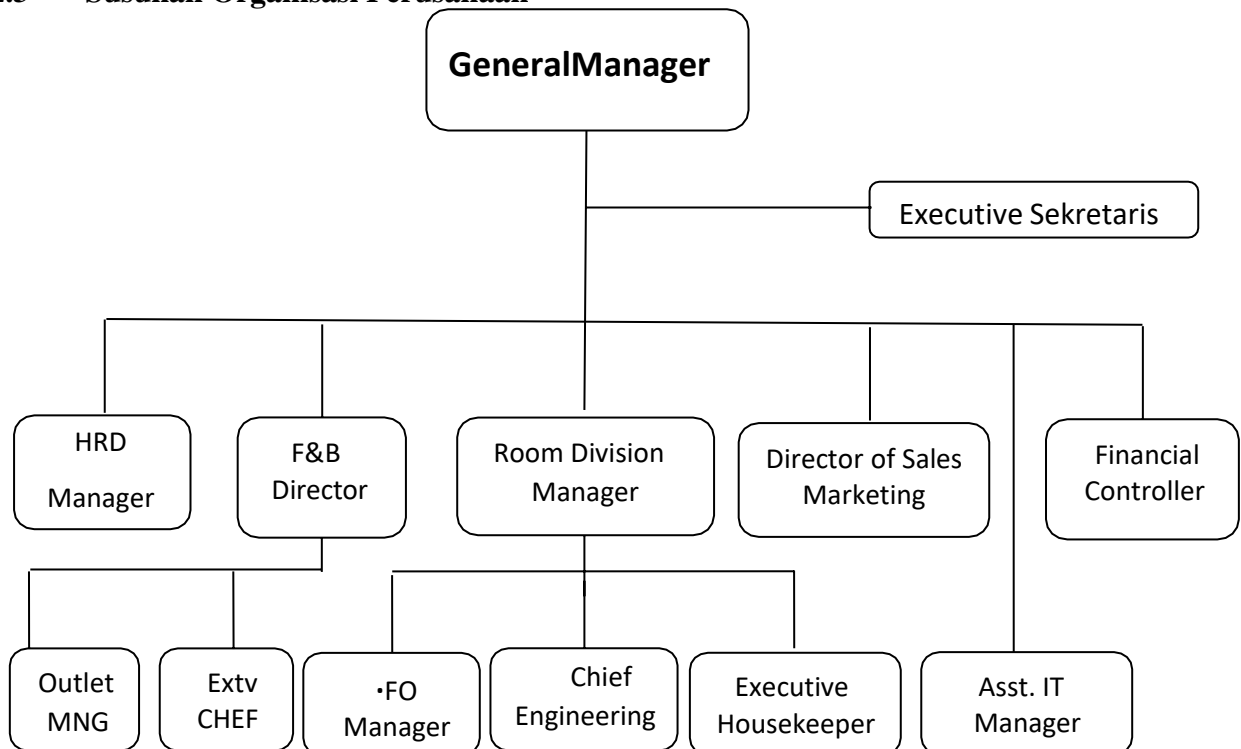 Susunan Organisasi Perusahaan
GeneralManager
Executive Sekretaris
HRD
Manager
F&B
Director
Room Division
Manager
Director of Sales
Marketing
Financial
Controller
Outlet
MNG
Extv
CHEF
·FO
Manager
Chief
Engineering
Executive
Housekeeper
Asst. IT
Manager